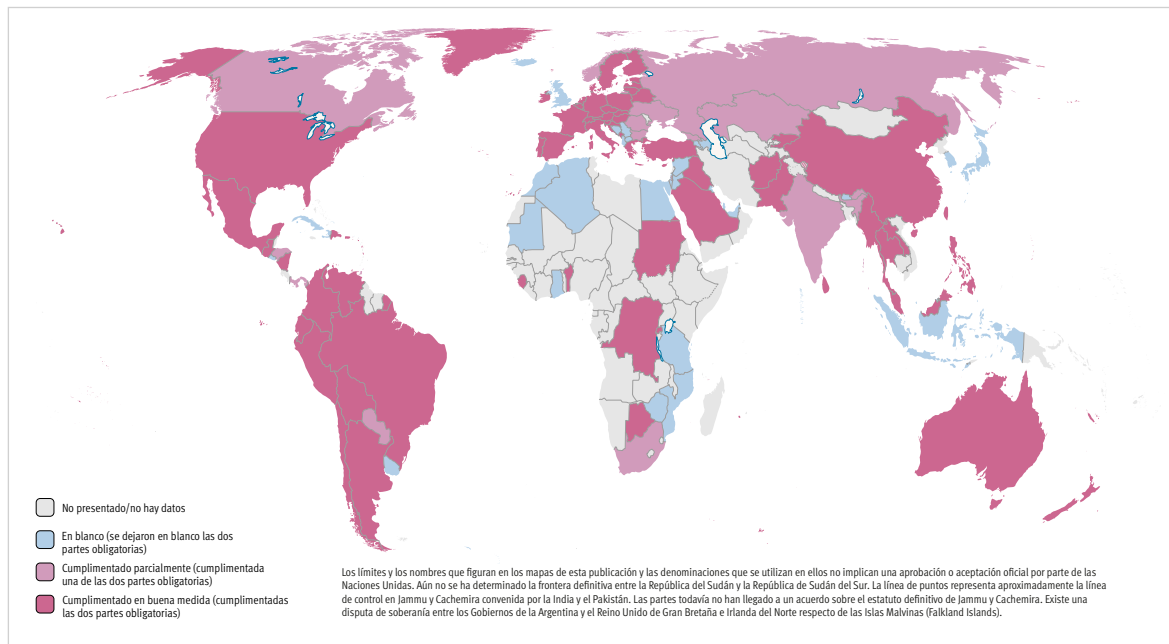 No presentado/no hay datos
En blanco (se dejaron en blanco las dos
partes obligatorias)
Cumplimentado parcialmente (cumplimentada
una de las dos partes obligatorias)
Cumplimentado en buena medida (cumplimentadas
las dos partes obligatorias)
Los límites y los nombres que figuran en los mapas de esta publicación y las denominaciones que se utilizan en ellos no implican una aprobación o aceptación oficial por parte de las
Naciones Unidas. Aún no se ha determinado la frontera definitiva entre la República del Sudán y la República de Sudán del Sur. La línea de puntos representa aproximadamente la línea
de control en Jammu y Cachemira convenida por la India y el Pakistán. Las partes todavía no han llegado a un acuerdo sobre el estatuto definitivo de Jammu y Cachemira. Existe una
disputa de soberanía entre los Gobiernos de la Argentina y el Reino Unido de Gran Bretaña e Irlanda del Norte respecto de las Islas Malvinas (Falkland Islands).